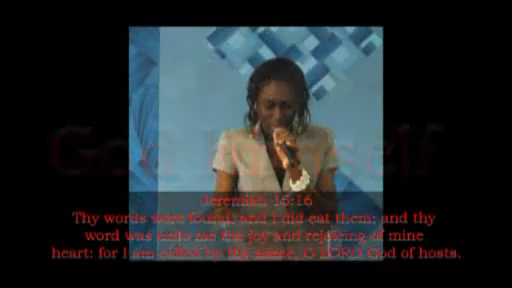 God himself
Jeremiah 15:16
Thy words were found, and I did eat them; and thy
word was unto me the joy and rejoicing of mine
heart: for I am called by thy name, O LORD God of hosts.